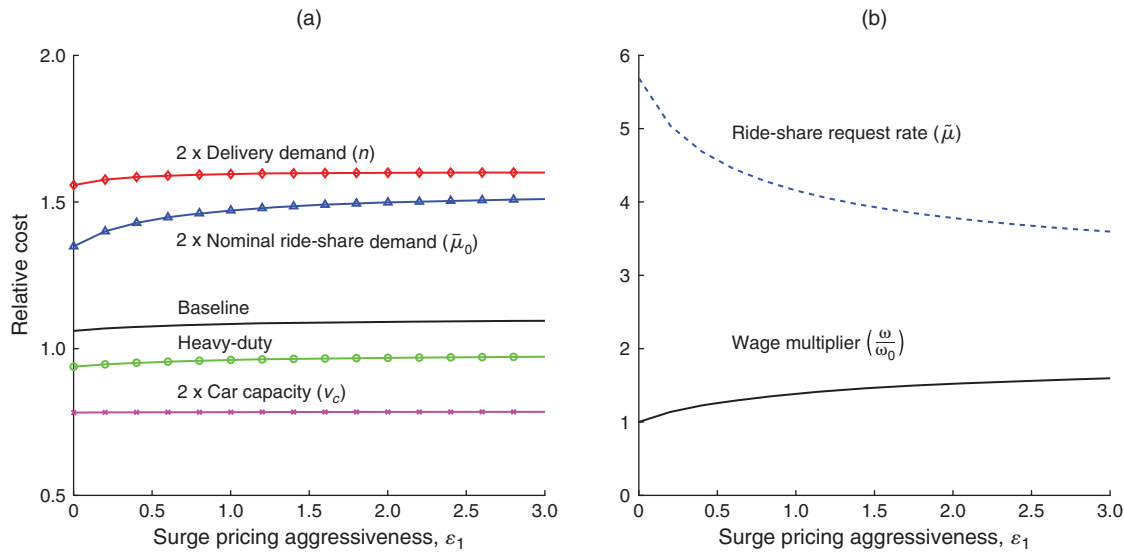 (a)
2.0
1.5
1.0
0.5
Relative cost
2 x Delivery demand (n)
2 x Nominal ride-share demand (μ̄₀)
Baseline
Heavy-duty
2 x Car capacity (v_c)
0 0.5 1.0 1.5 2.0 2.5 3.0
Surge pricing aggressiveness, ε₁
(b)
6
5
4
3
2
1
0
Ride-share request rate (μ̃)
Wage multiplier (ω/ω₀)
0 0.5 1.0 1.5 2.0 2.5 3.0
Surge pricing aggressiveness, ε₁